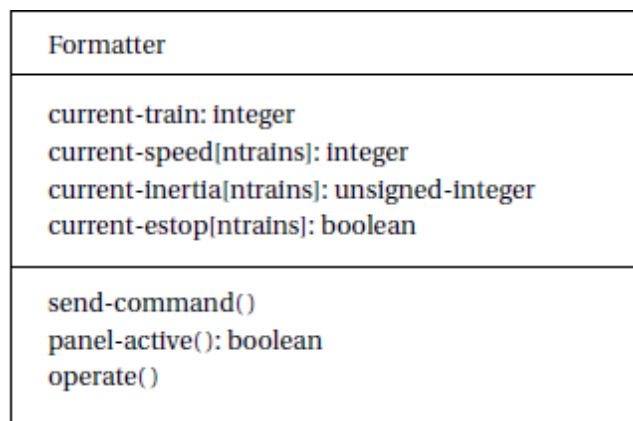 Formatter
current-train: integer
current-speed[ntrains]: integer
current-inertia[ntrains]: unsigned-integer
current-estop[ntrains]: boolean
send-command()
panel-active(): boolean
operate()